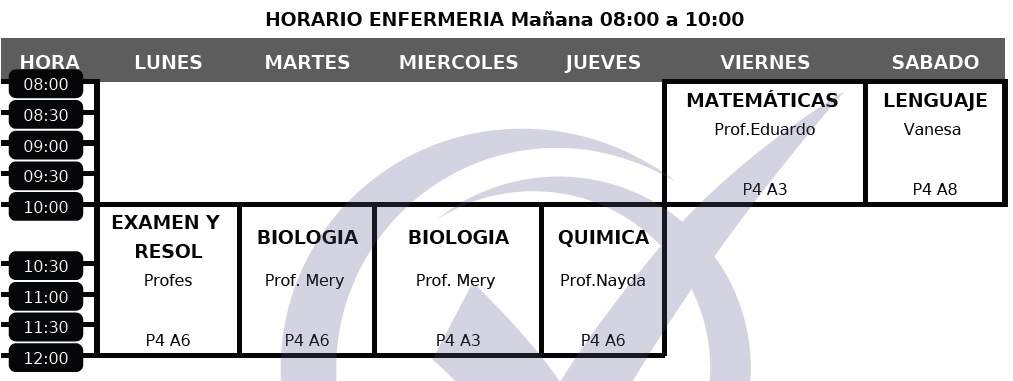 HORARIO ENFERMERIA Mañana 08:00 a 10:00
HORA LUNES MARTES MIERCOLES JUEVES VIERNES SABADO
08:00
MATEMÁTICAS LENGUAJE
08:30
Prof.Eduardo Vanesa
09:00
09:30
P4 A3 P4 A8
10:00
EXAMEN Y
RESOL BIOLOGIA BIOLOGIA QUIMICA
10:30
Profes Prof. Mery Prof. Mery Prof.Nayda
11:00
11:30
P4 A6 P4 A6 P4 A3 P4 A6
12:00